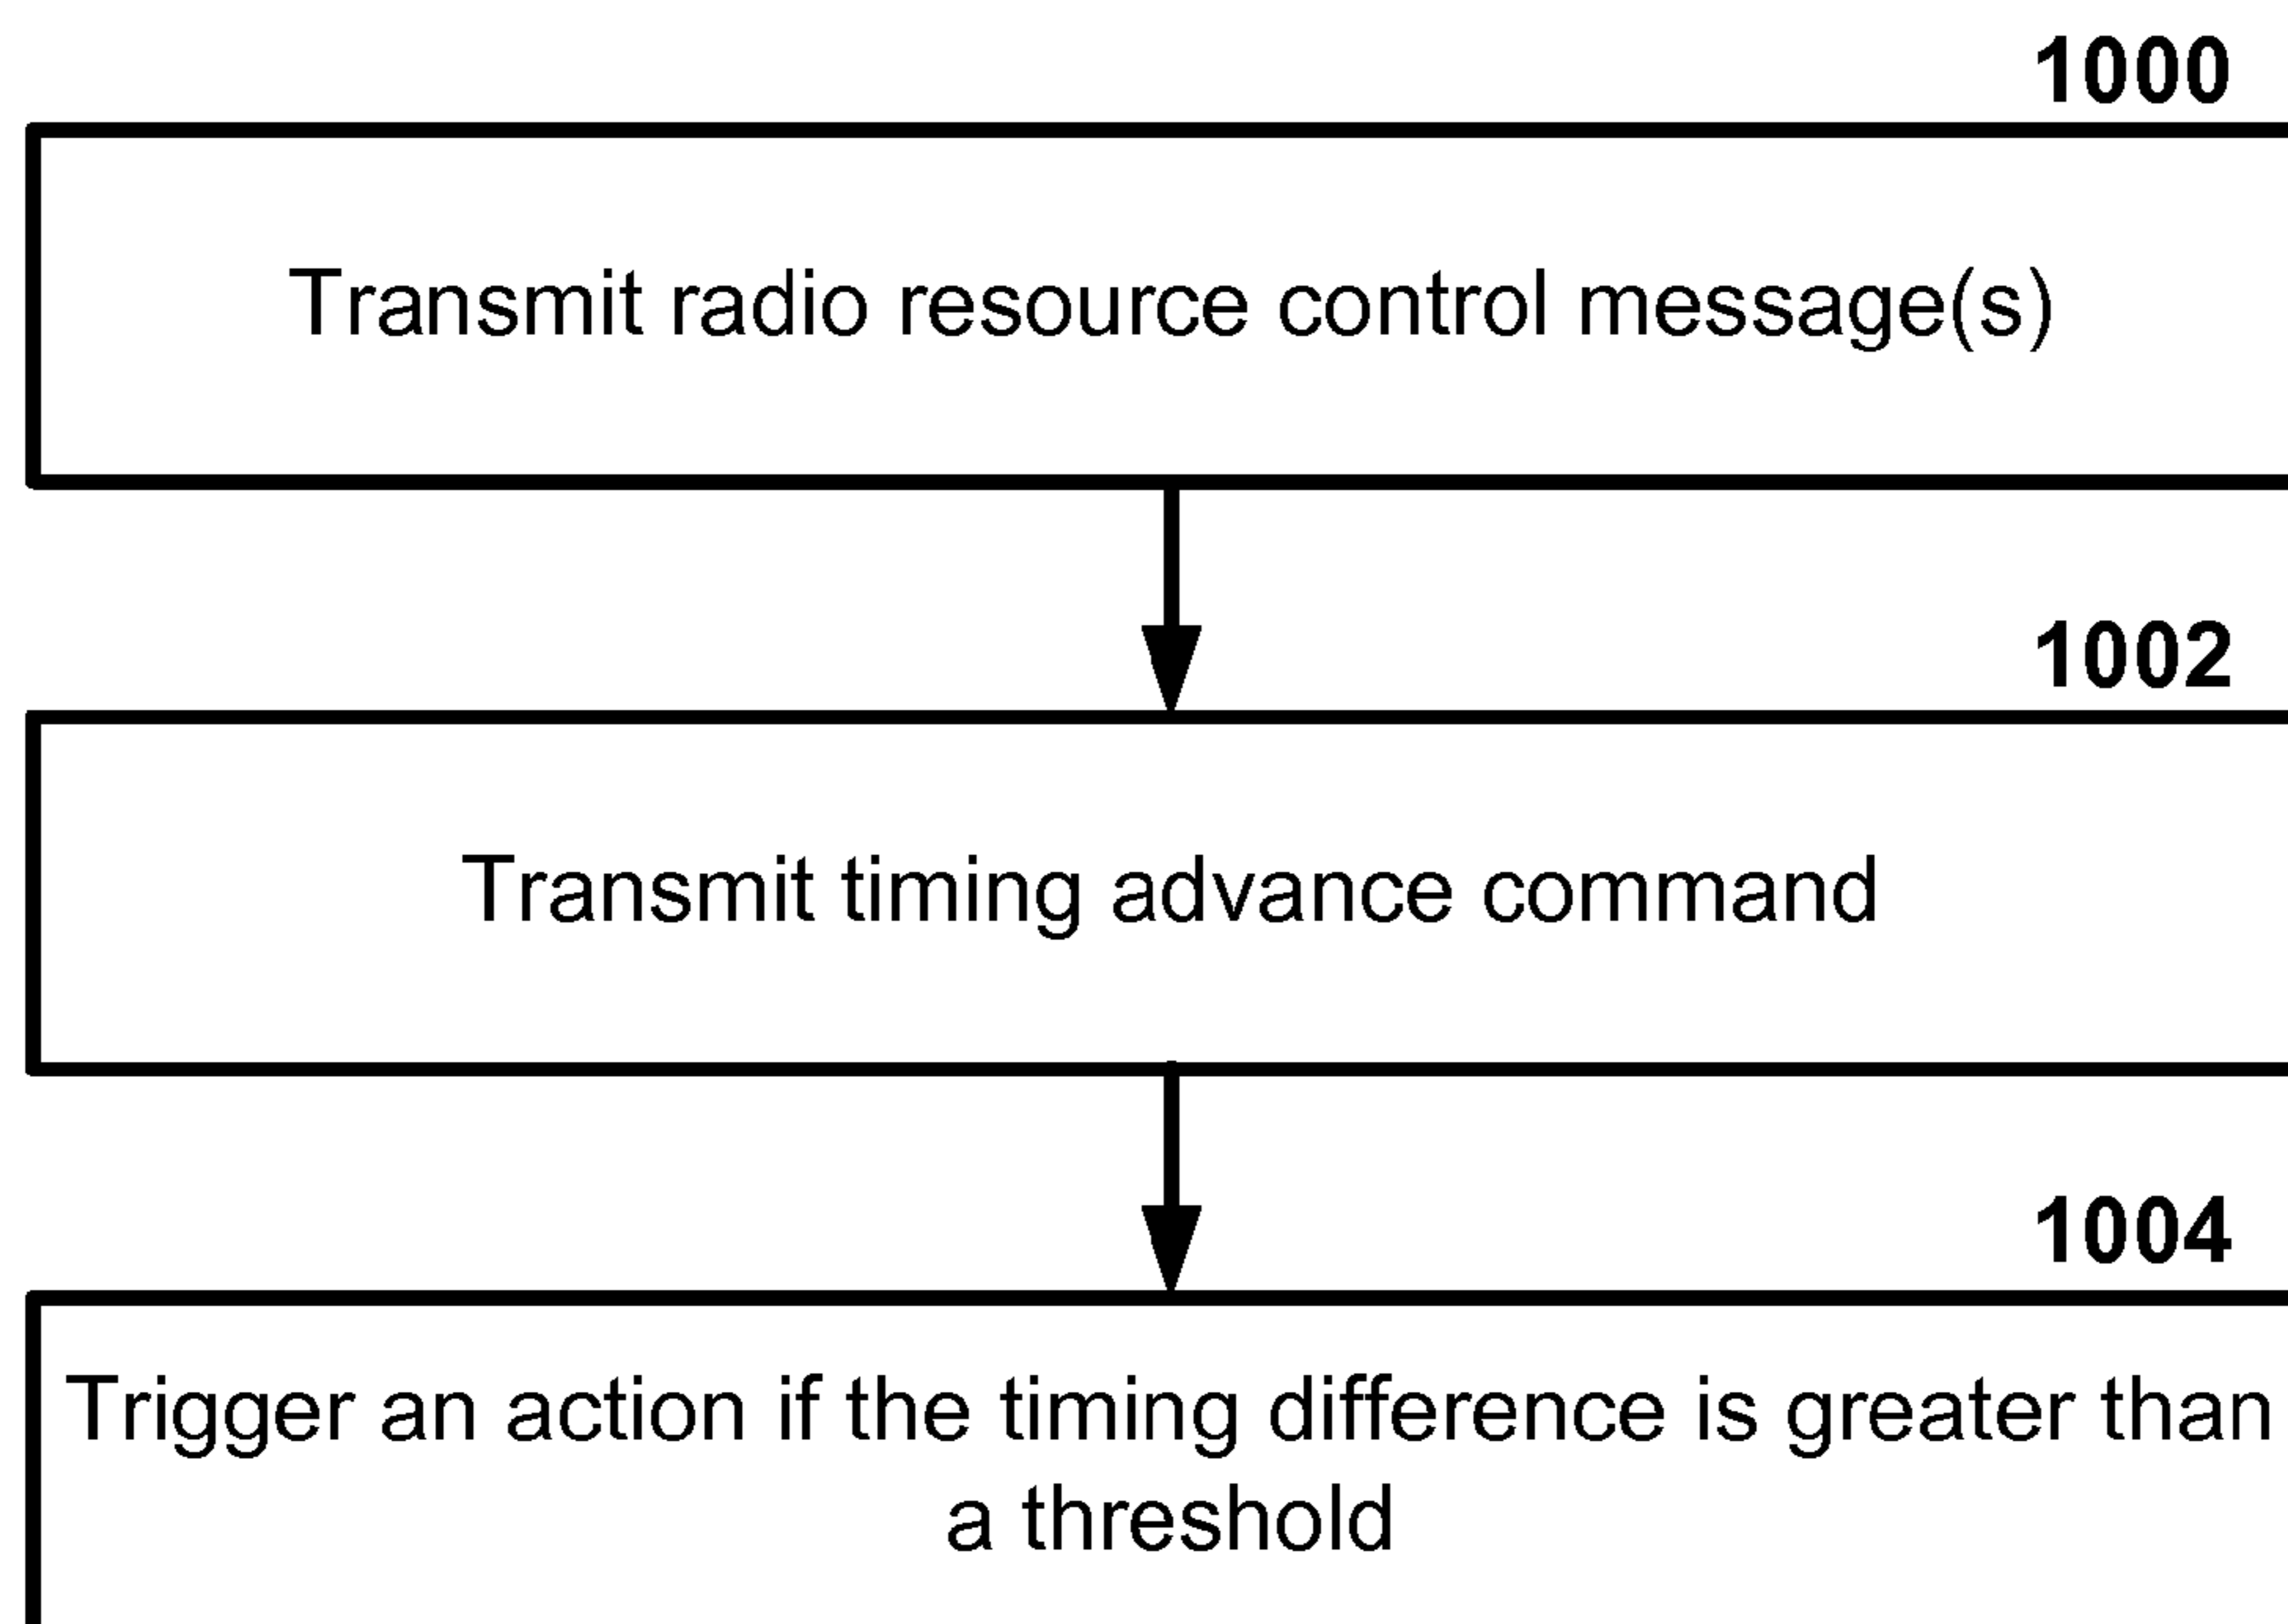 1000
Transmit radio resource control message(s)
1002
Transmit timing advance command
1004
Trigger an action if the timing difference is greater than
a threshold